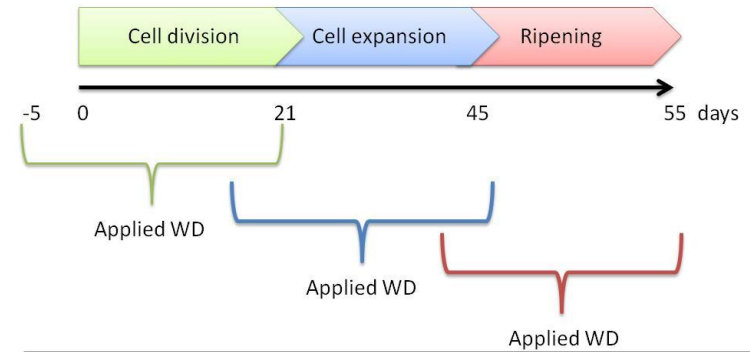 Cell division Cell expansion Ripening
-5 0 21 45 55 days
Applied WD
Applied WD
Applied WD